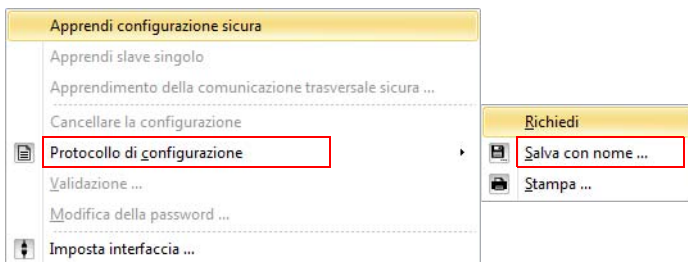 Apprendi configurazione sicura
Apprendi slave singolo
Apprendimento della comunicazione trasversale sicura ...
Cancellare la configurazione
Protocollo di configurazione
Validazione ...
Modifica della password ...
Imposta interfaccia ...
Richiedi
Salva con nome ...
Stampa ...